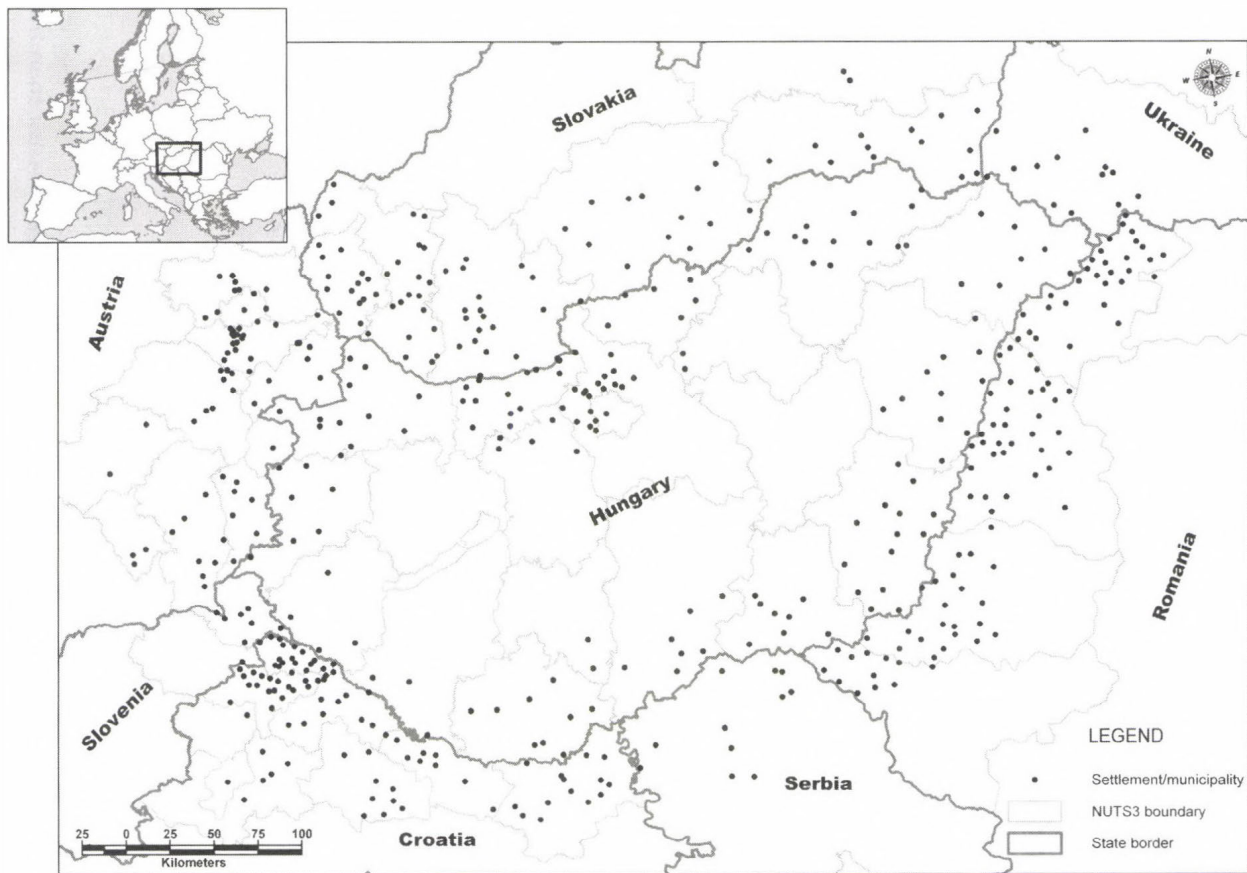 N
W E
S
Slovakia
Ukraine
Austria
Hungary
Romania
Slovenia
Serbia
Croatia
LEGEND
Settlement/municipality
NUTS3 boundary
State border
25 0 25 50 75 100
Kilometers